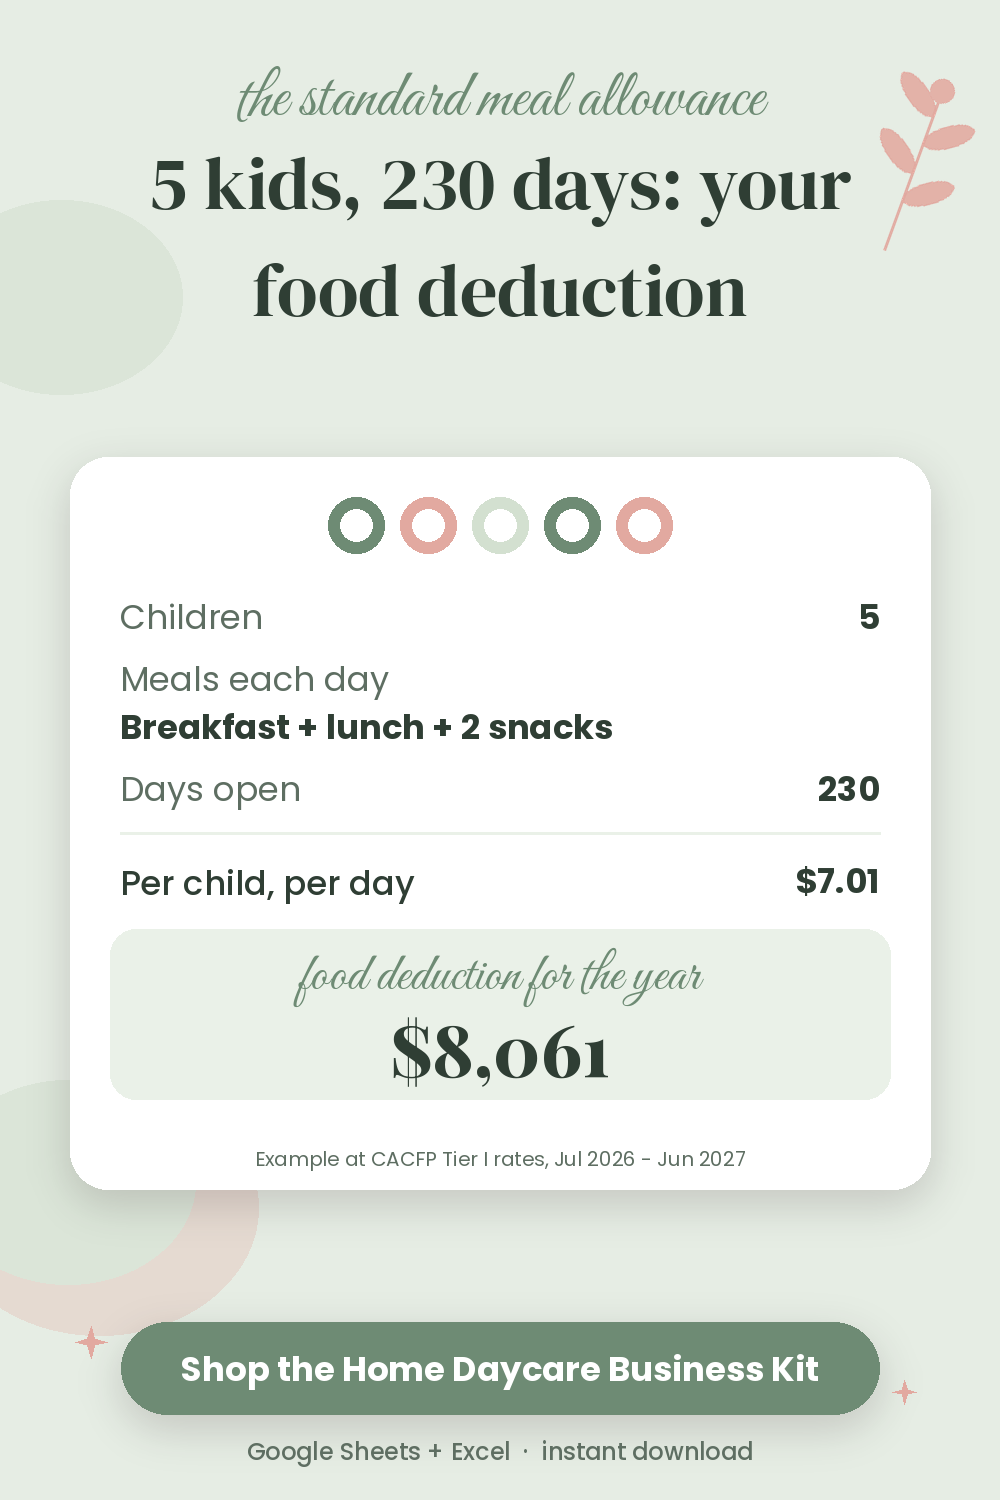 the standard meal allowance
5 kids, 230 days: your
food deduction
Children 5
Meals each day
Breakfast + lunch + 2 snacks
Days open 230
Per child, per day $7.01
food deduction for the year
$8,061
Example at CACFP Tier I rates, Jul 2026 - Jun 2027
Shop the Home Daycare Business Kit
Google Sheets + Excel · instant download